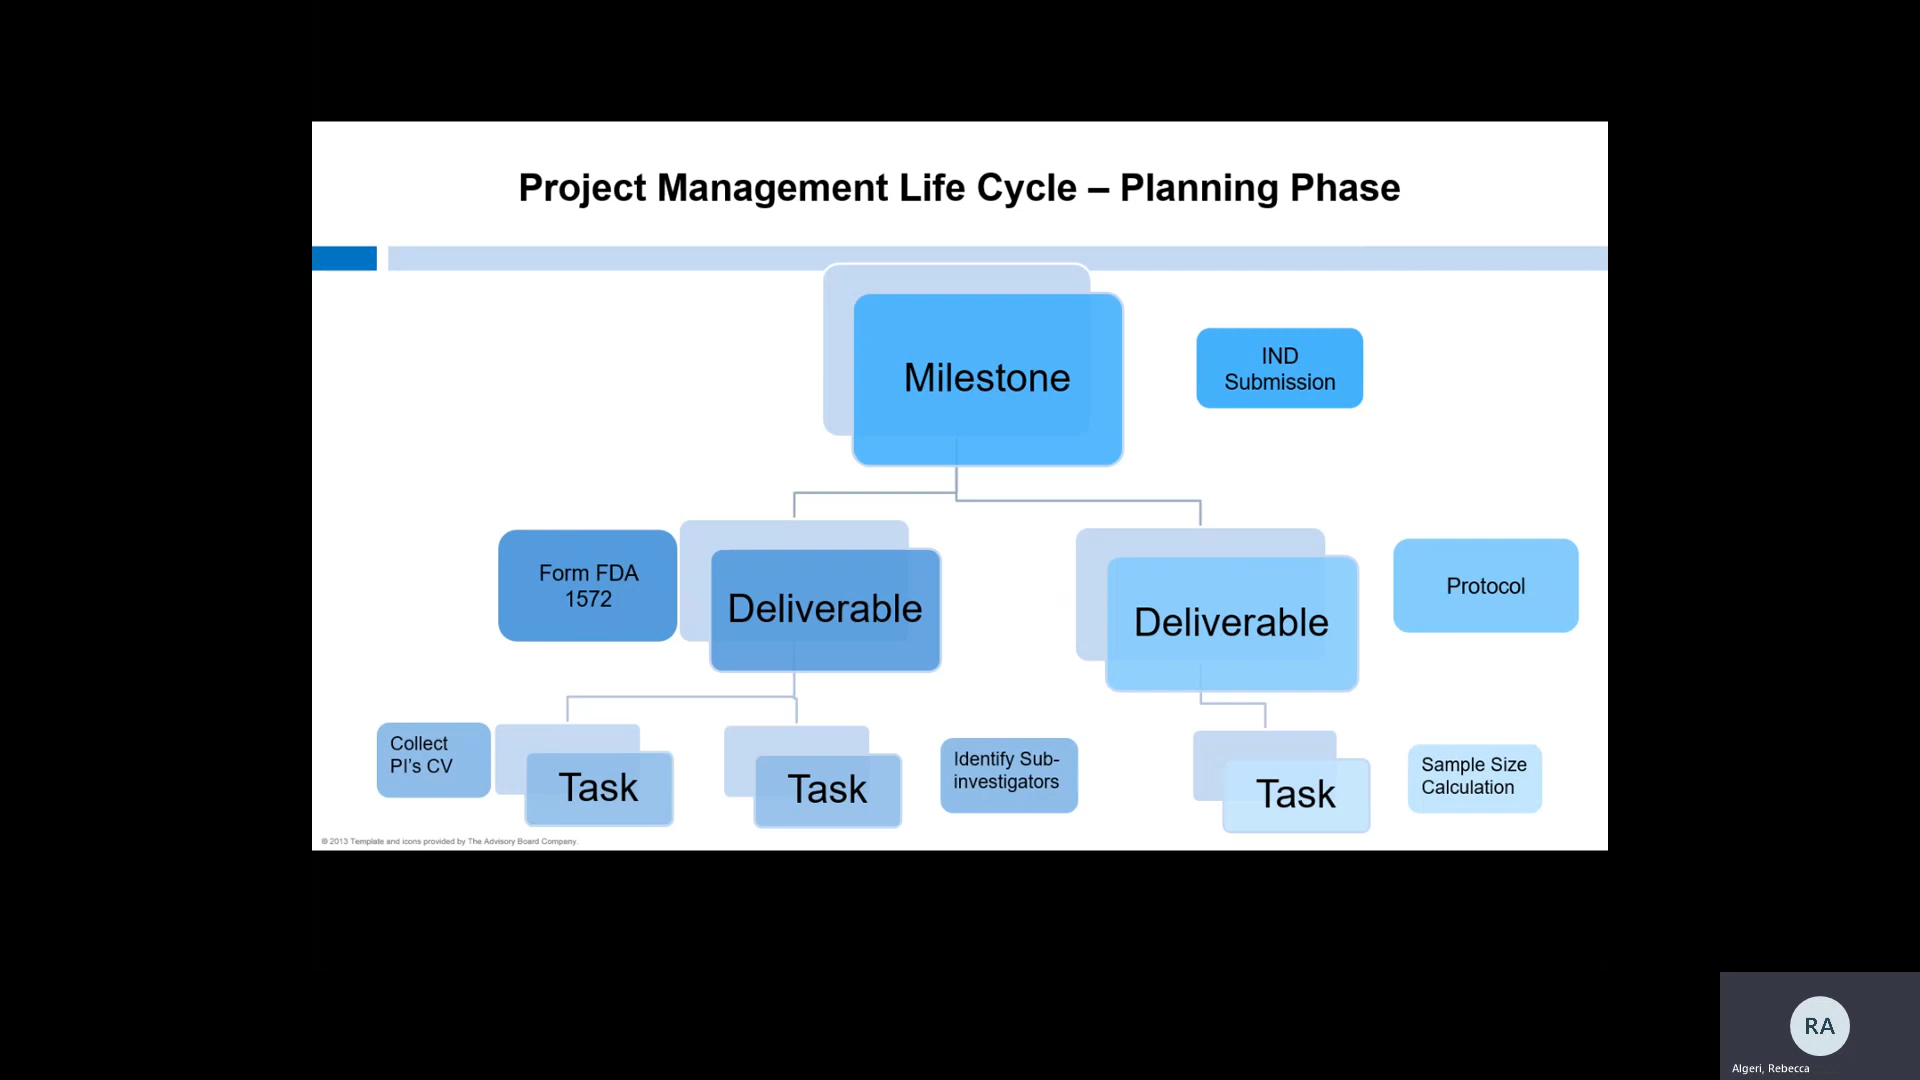 Project Management Life Cycle – Planning Phase
Milestone
IND
Submission
Form FDA
1572
Deliverable
Deliverable
Protocol
Collect
PI's CV
Task
Task
Identify Sub-
investigators
Task
Sample Size
Calculation
© 2013 Template and icons provided by The Advisory Board Company.
RA
Algeri, Rebecca